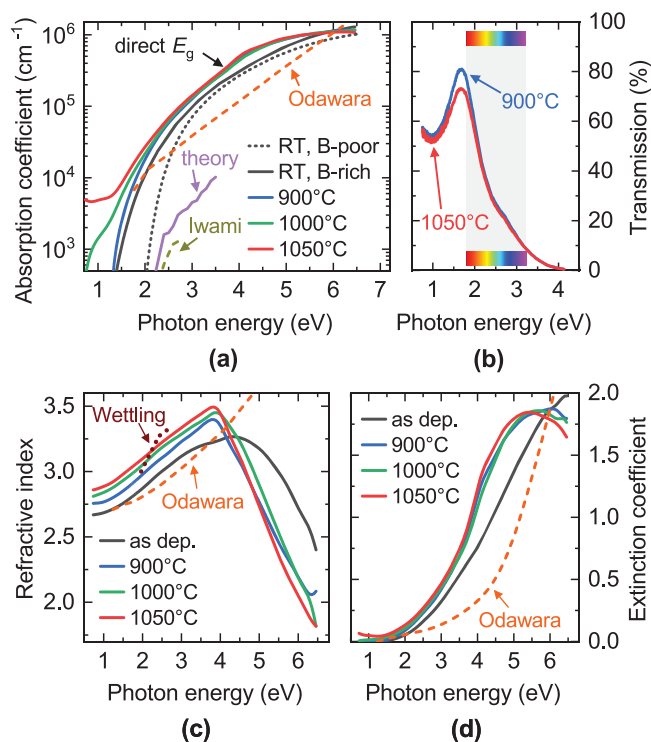 Absorption coefficient (cm⁻¹)
10⁶
10⁵
10⁴
10³
direct E_g
Odawara
RT, B-poor
RT, B-rich
900°C
1000°C
1050°C
theory
Iwami
1 2 3 4 5 6 7
Photon energy (eV)
(a)
100
80
60
40
20
0
Transmission (%)
900°C
1050°C
1 2 3 4
Photon energy (eV)
(b)
Refractive index
3.5
3.0
2.5
2.0
Wettling
Odawara
as dep.
900°C
1000°C
1050°C
1 2 3 4 5 6
Photon energy (eV)
(c)
2.0
1.5
1.0
0.5
0.0
Extinction coefficient
as dep.
900°C
1000°C
1050°C
Odawara
1 2 3 4 5 6
Photon energy (eV)
(d)